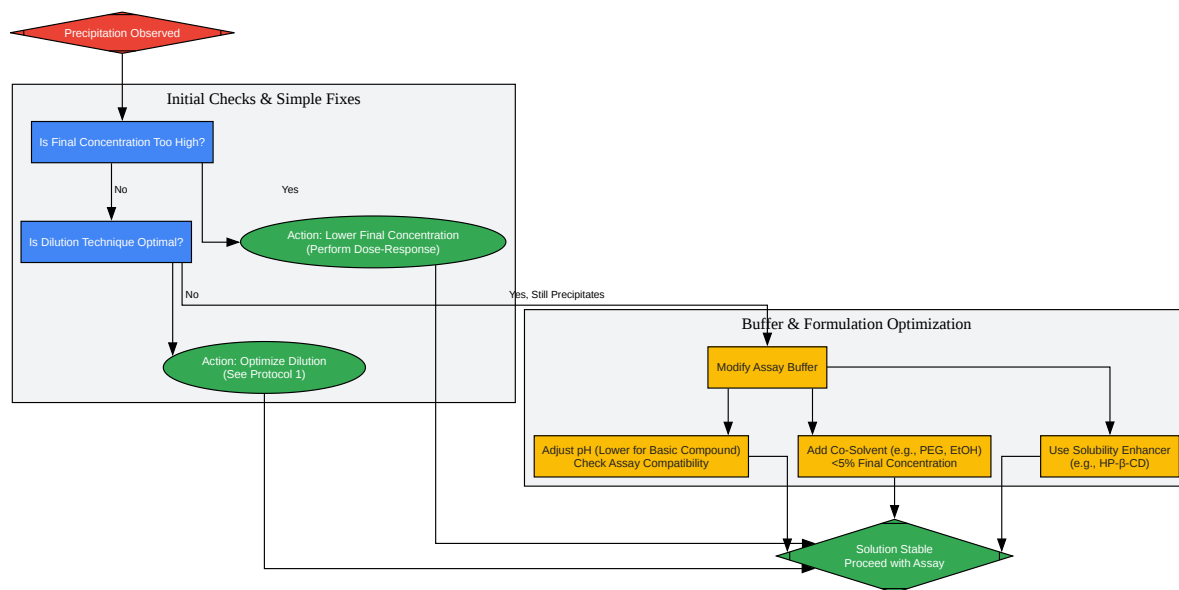 Precipitation Observed
Initial Checks & Simple Fixes
Is Final Concentration Too High?
No
Yes
Is Dilution Technique Optimal?
Action: Lower Final Concentration
(Perform Dose-Response)
No
Yes, Still Precipitates
Buffer & Formulation Optimization
Action: Optimize Dilution
(See Protocol 1)
Modify Assay Buffer
Adjust pH (Lower for Basic Compound)
Check Assay Compatibility
Add Co-Solvent (e.g., PEG, EtOH)
<5% Final Concentration
Use Solubility Enhancer
(e.g., HP-β-CD)
Solution Stable
Proceed with Assay